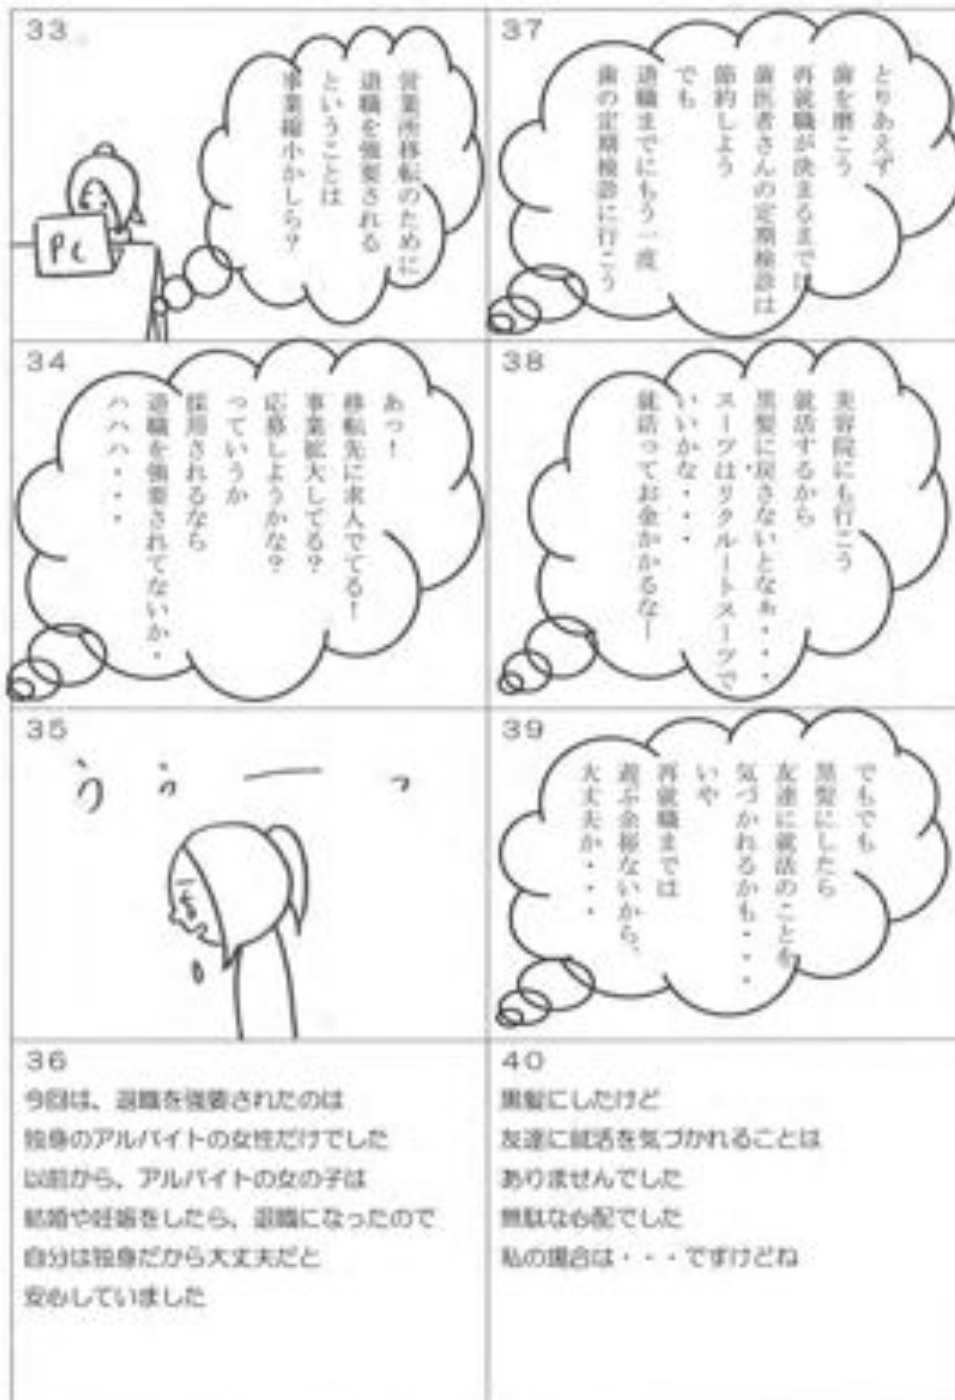 33
営業所移転のために
退職を強要される
ということは
事業縮小かしら?
PC
34
あっ!
移転先に求人でてる!
事業拡大してる?
応募しようかな?
っていうか
採用されるなら
退職を強要されてないか・
ハハハ・・・・
35
うぅーっ
36
今回は、退職を強要されたのは
独身のアルバイトの女性だけでした
以前から、アルバイトの女の子は
結婚や妊娠をしたら、退職になったので
自分は独身だから大丈夫だと
安心していました
37
とりあえず
歯を磨こう
再就職が決まるまでは
歯医者さんの定期検診は
節約しよう
でも
退職までにもう一度
歯の定期検診に行こう
38
美容院にも行こう
就活するから
黒髪に戻さないとなぁ・・・・
スーツはリクルートスーツで
いいかな・・・
就活ってお金かかるなー
39
でもでも
黒髪にしたら
友達に就活のことを
気づかれるかも・・・・
いや
再就職までは
遊ぶ余裕ないから、
大丈夫か・・・・
40
黒髪にしたけど
友達に就活を気づかれることは
ありませんでした
無駄な心配でした
私の場合は・・・ですけどね